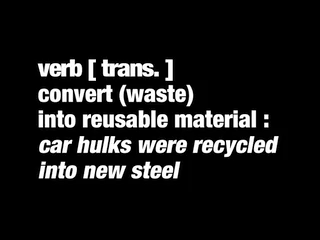 verb [ trans. ]
convert (waste)
into reusable material :
car hulks were recycled
into new steel